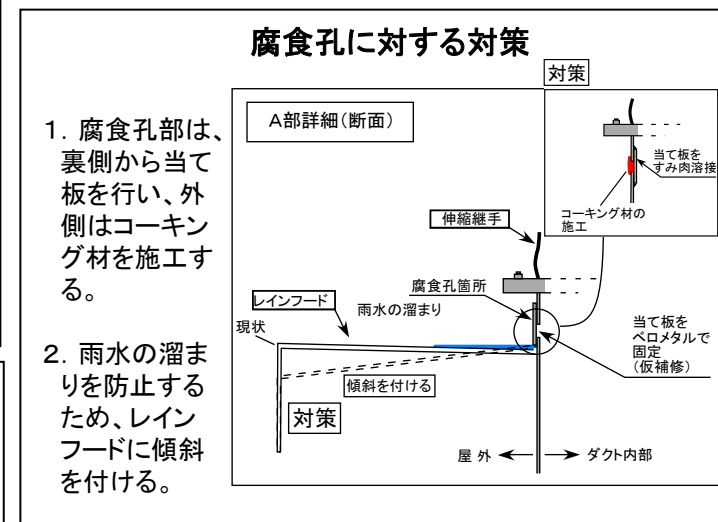 腐食孔に対する対策
1. 腐食孔部は、
裏側から当て
板を行い、外
側はコーキン
グ材を施工す
る。
2. 雨水の溜ま
りを防止する
ため、レイン
フードに傾斜
を付ける。
対策
A部詳細(断面)
当て板を
すみ肉溶接
コーキング材の
施工
伸縮継手
腐食孔箇所
レインフード
雨水の溜まり
現状
当て板を
ベロメタルで
固定
(仮補修)
傾斜を付ける
対策
屋 外
ダクト内部